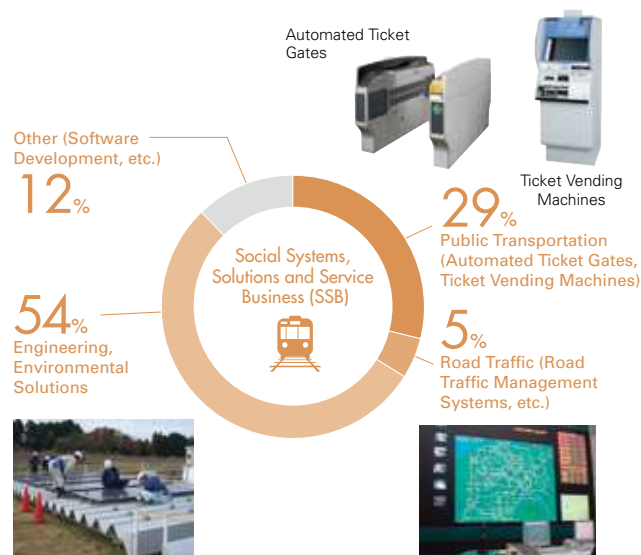 Automated Ticket
Gates
Ticket Vending
Machines
Other (Software
Development, etc.)
12%
29%
Public Transportation
(Automated Ticket Gates,
Ticket Vending Machines)
Social Systems,
Solutions and Service
Business (SSB)
54%
Engineering,
Environmental
Solutions
5%
Road Traffic (Road
Traffic Management
Systems, etc.)